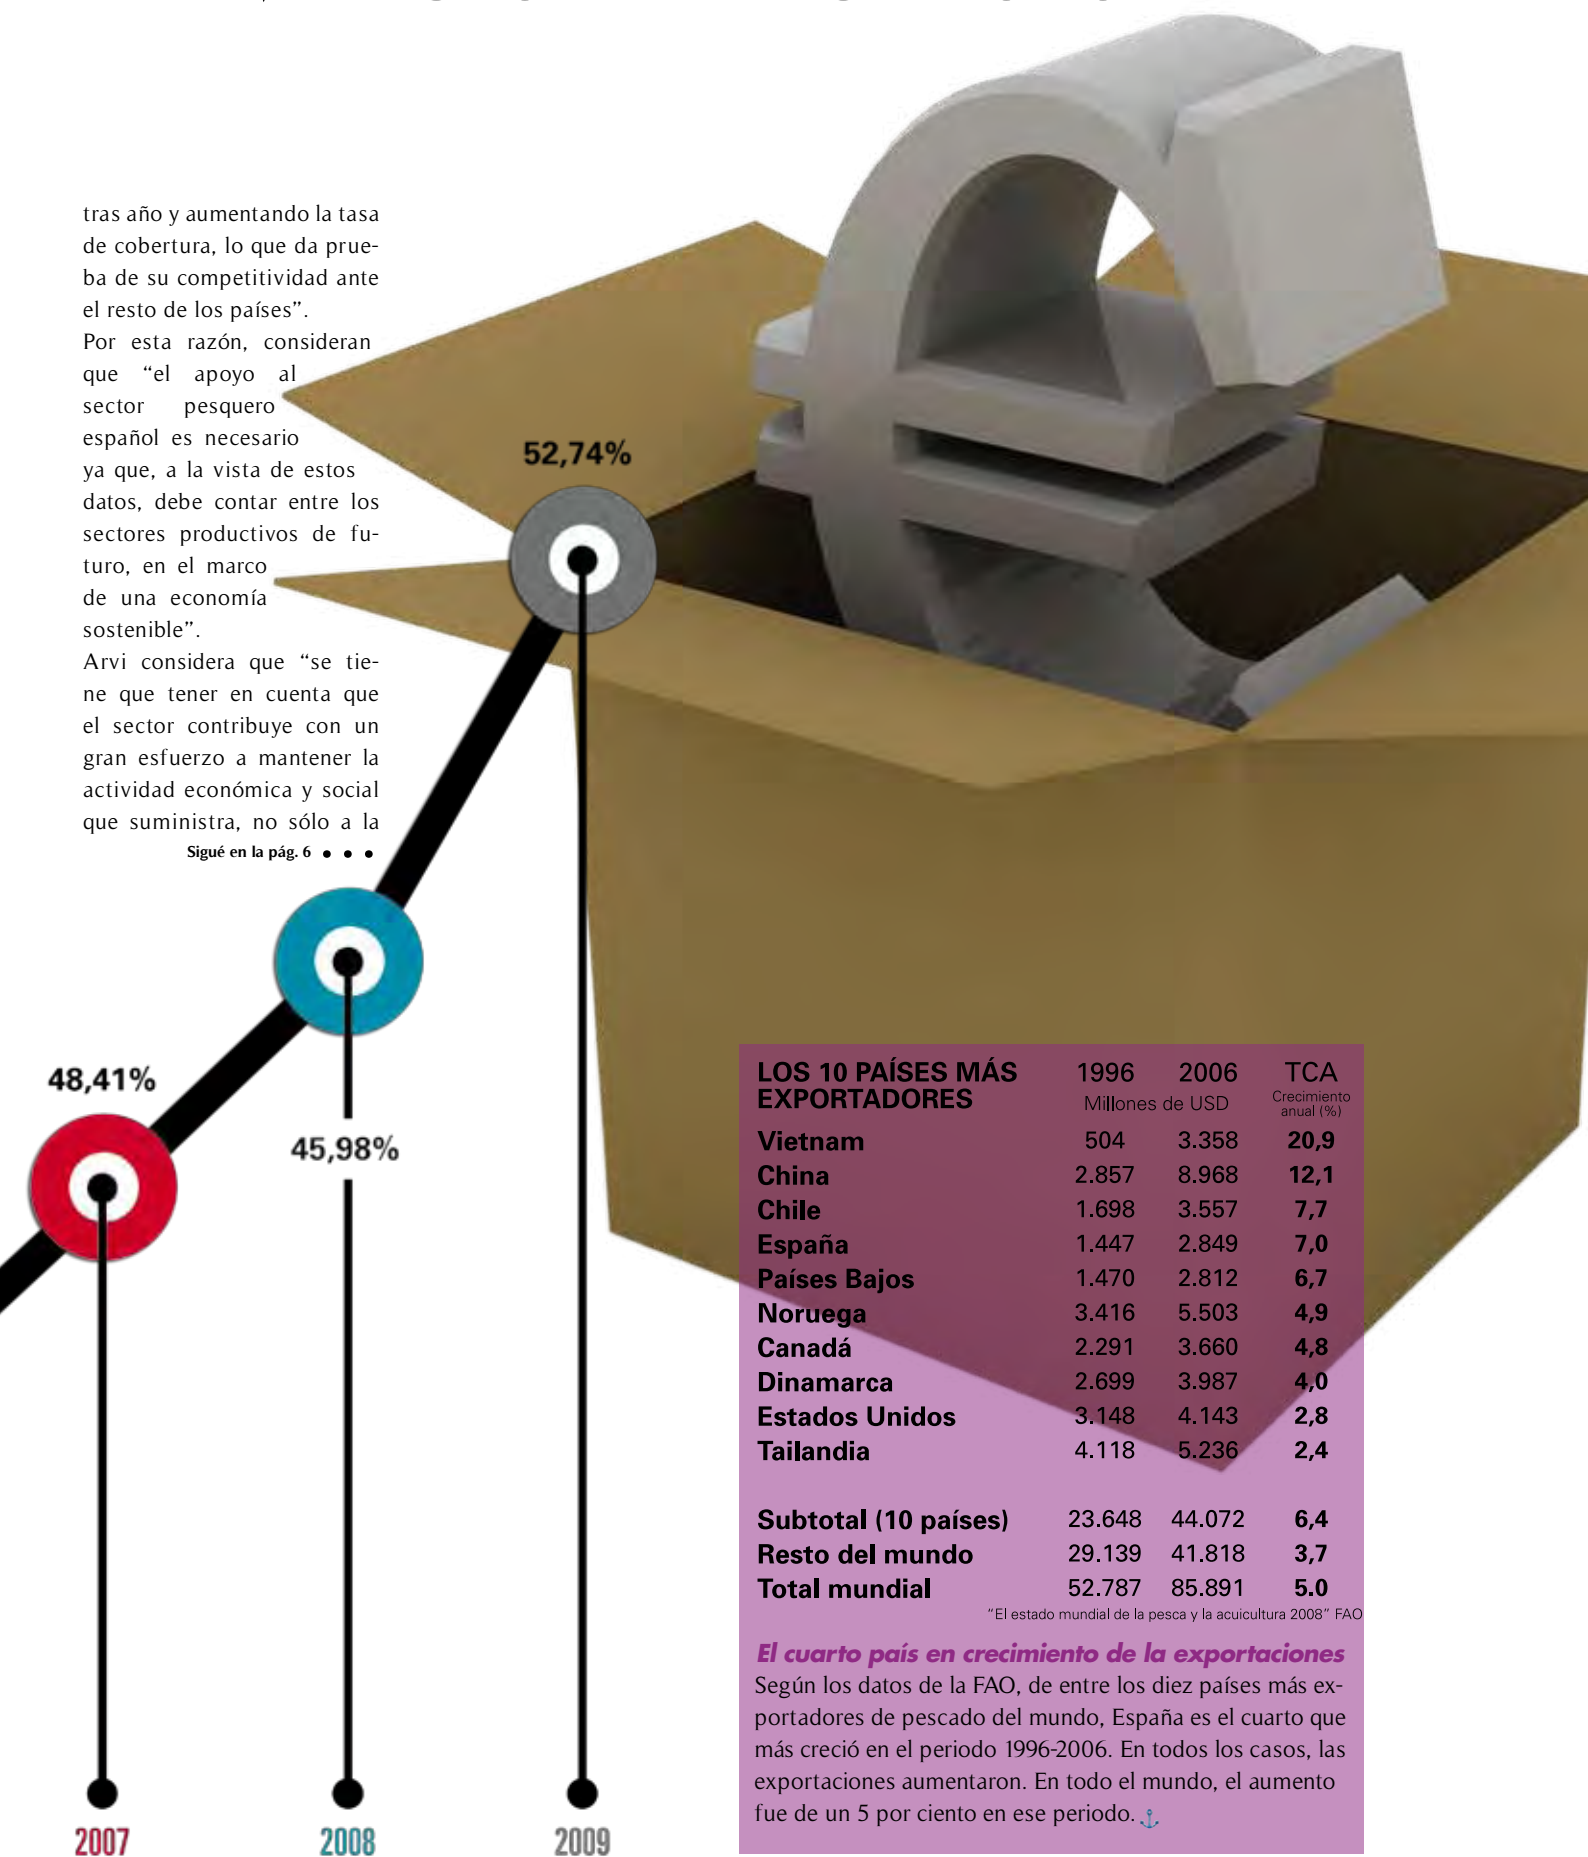 tras año y aumentando la tasa
de cobertura, lo que da prue-
ba de su competitividad ante
el resto de los países”.
Por esta razón, consideran
que “el apoyo al
sector pesquero
español es necesario
ya que, a la vista de estos
datos, debe contar entre los
sectores productivos de fu-
turo, en el marco
de una economía
sostenible”.
Arvi considera que “se tie-
ne que tener en cuenta que
el sector contribuye con un
gran esfuerzo a mantener la
actividad económica y social
que suministra, no sólo a la
Sigué en la pág. 6 • • •
52,74%
48,41%
45,98%
2007 2008 2009
LOS 10 PAÍSES MÁS 1996 2006 TCA
EXPORTADORES Millones de USD Crecimiento
anual (%)
Vietnam 504 3.358 20,9
China 2.857 8.968 12,1
Chile 1.698 3.557 7,7
España 1.447 2.849 7,0
Países Bajos 1.470 2.812 6,7
Noruega 3.416 5.503 4,9
Canadá 2.291 3.660 4,8
Dinamarca 2.699 3.987 4,0
Estados Unidos 3.148 4.143 2,8
Tailandia 4.118 5.236 2,4
Subtotal (10 países) 23.648 44.072 6,4
Resto del mundo 29.139 41.818 3,7
Total mundial 52.787 85.891 5.0
“El estado mundial de la pesca y la acuicultura 2008” FAO
El cuarto país en crecimiento de la exportaciones
Según los datos de la FAO, de entre los diez países más ex-
portadores de pescado del mundo, España es el cuarto que
más creció en el periodo 1996-2006. En todos los casos, las
exportaciones aumentaron. En todo el mundo, el aumento
fue de un 5 por ciento en ese periodo.